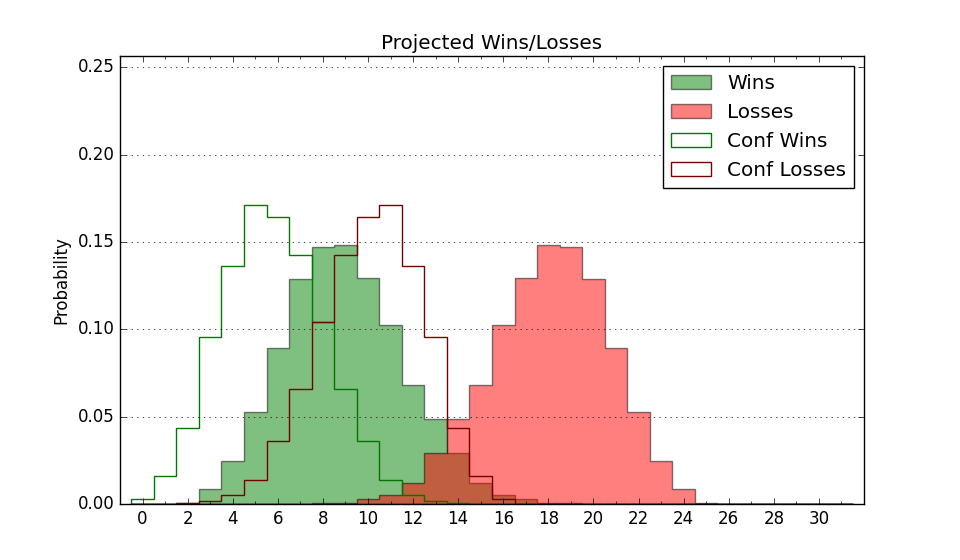 Projected Wins/Losses
0.25
0.20
0.15
0.10
0.05
0.00
Probability
Wins
Losses
Conf Wins
Conf Losses
0 2 4 6 8 10 12 14 16 18 20 22 24 26 28 30